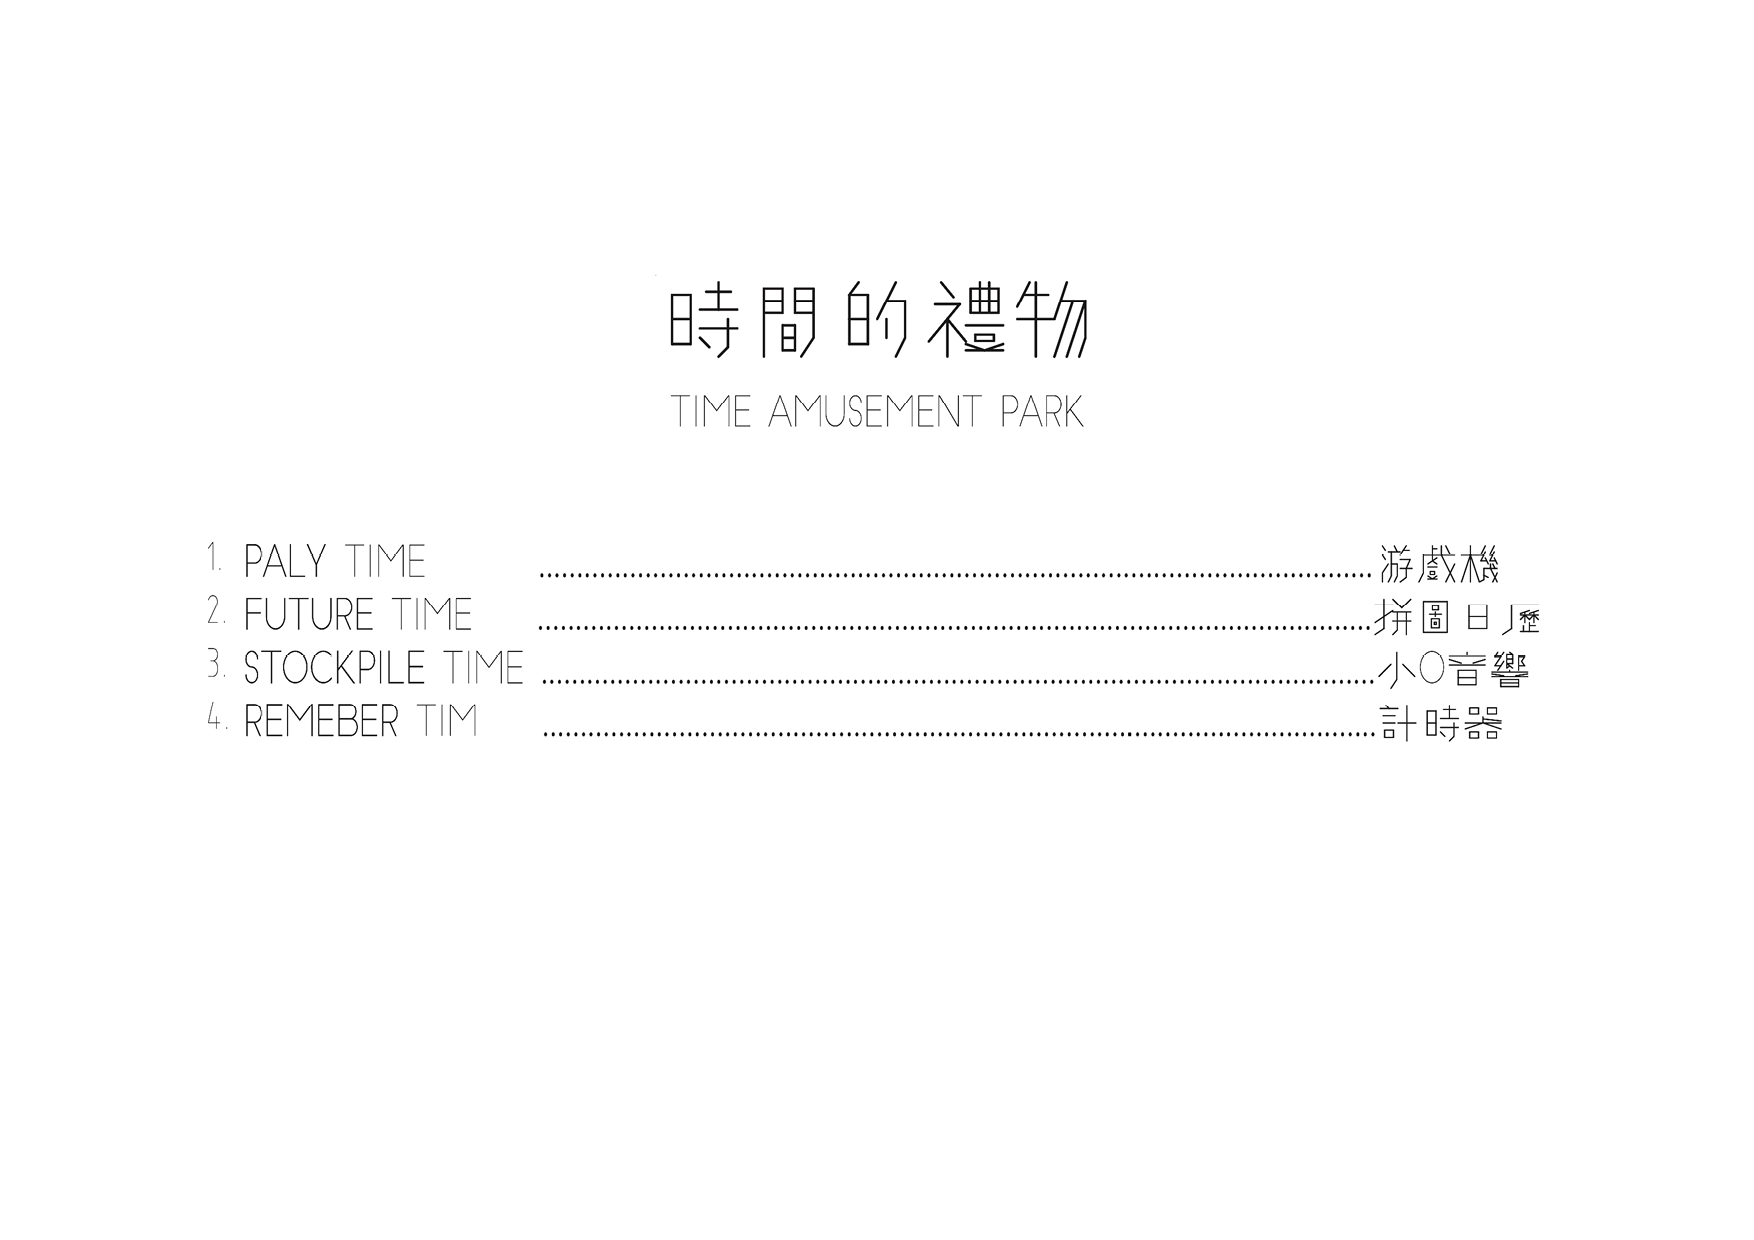 時間的禮物
TIME AMUSEMENT PARK
1. PALY TIME ........ 游戲機
2. FUTURE TIME ........ 拼圖日歷
3. STOCKPILE TIME ........ 小O音響
4. REMEBER TIM ........ 計時器